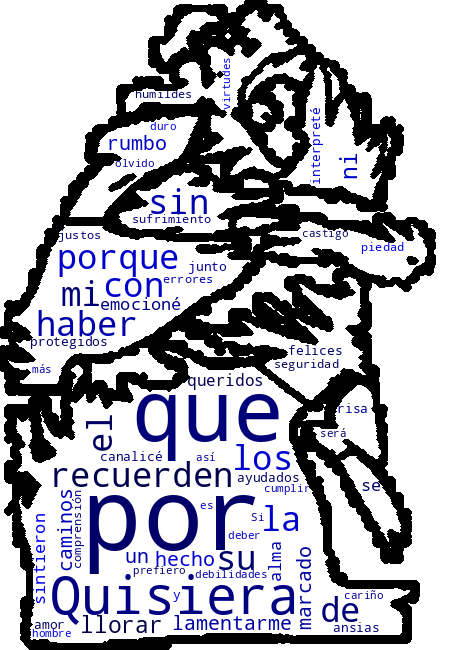 humildes
virtudes
duro
rumbo
interpreté
olvido
ni
sin
sufrimiento
justos
castigo
piedad
porque
junto
errores
mi
con
emocioné
haber
protegidos
felices
más
seguridad
queridos
que
risa
el
será
canalicé
así
los
recuerden
ayudados
se
cumplir
caminos
comprensión
por
es
Si
la
sintieron
deber
un
hecho
su
alma
marcado
prefiero
debilidades
Quisiera
y
cariño
de
amor
llorar
lamentarme
ansias
hombre